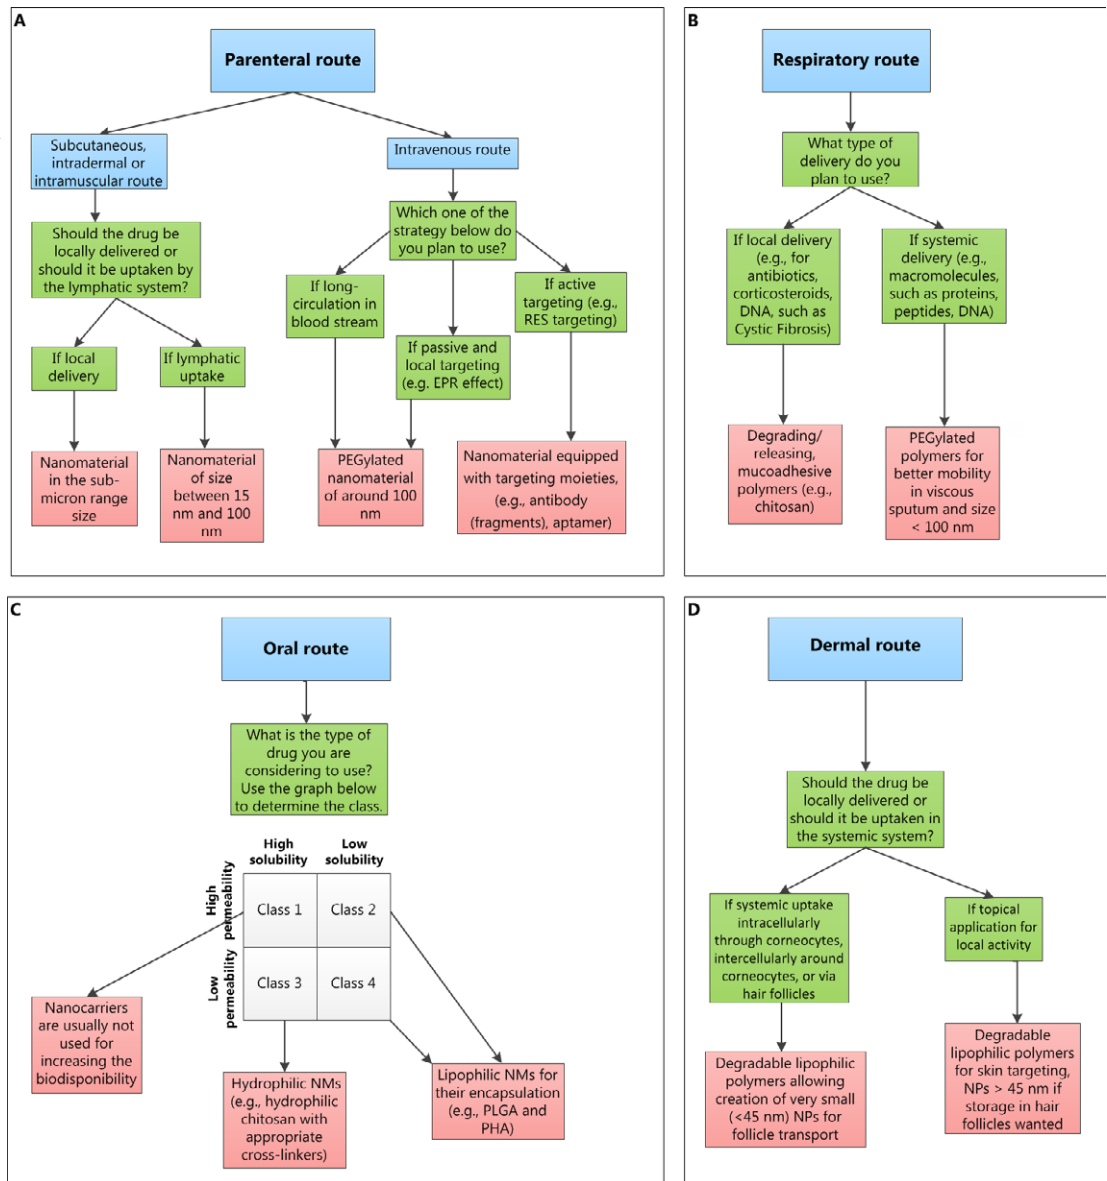 A
Parenteral route
Subcutaneous,
intradermal or
intramuscular route
Intravenous route
Should the drug be
locally delivered or
should it be uptaken by
the lymphatic system?
Which one of the
strategy below do
you plan to use?
If long-
circulation in
blood stream
If active
targeting (e.g.,
RES targeting)
If passive and
local targeting
(e.g. EPR effect)
If local
delivery
If lymphatic
uptake
Nanomaterial
in the sub-
micron range
size
Nanomaterial
of size
between 15
nm and 100
nm
PEGylated
nanomaterial
of around 100
nm
Nanomaterial equipped
with targeting moieties,
(e.g., antibody
(fragments), aptamer)
B
Respiratory route
What type of
delivery do you
plan to use?
If local delivery
(e.g., for
antibiotics,
corticosteroids,
DNA, such as
Cystic Fibrosis)
If systemic
delivery (e.g.,
macromolecules,
such as proteins,
peptides, DNA)
Degrading/
releasing,
mucoadhesive
polymers (e.g.,
chitosan)
PEGylated
polymers for
better mobility
in viscous
sputum and size
< 100 nm
C
Oral route
What is the type of
drug you are
considering to use?
Use the graph below
to determine the class.
High
solubility
Low
solubility
High
permeability
Class 1
Class 2
Low
permeability
Class 3
Class 4
Nanocarriers
are usually not
used for
increasing the
biodisponibility
Hydrophilic NMs
(e.g., hydrophilic
chitosan with
appropriate
cross-linkers)
Lipophilic NMs for
their encapsulation
(e.g., PLGA and
PHA)
D
Dermal route
Should the drug be
locally delivered or
should it be uptaken in
the systemic system?
If systemic uptake
intracellularly
through corneocytes,
intercellularly around
corneocytes, or via
hair follicles
If topical
application for
local activity
Degradable lipophilic
polymers allowing
creation of very small
(<45 nm) NPs for
follicle transport
Degradable
lipophilic polymers
for skin targeting,
NPs > 45 nm if
storage in hair
follicles wanted